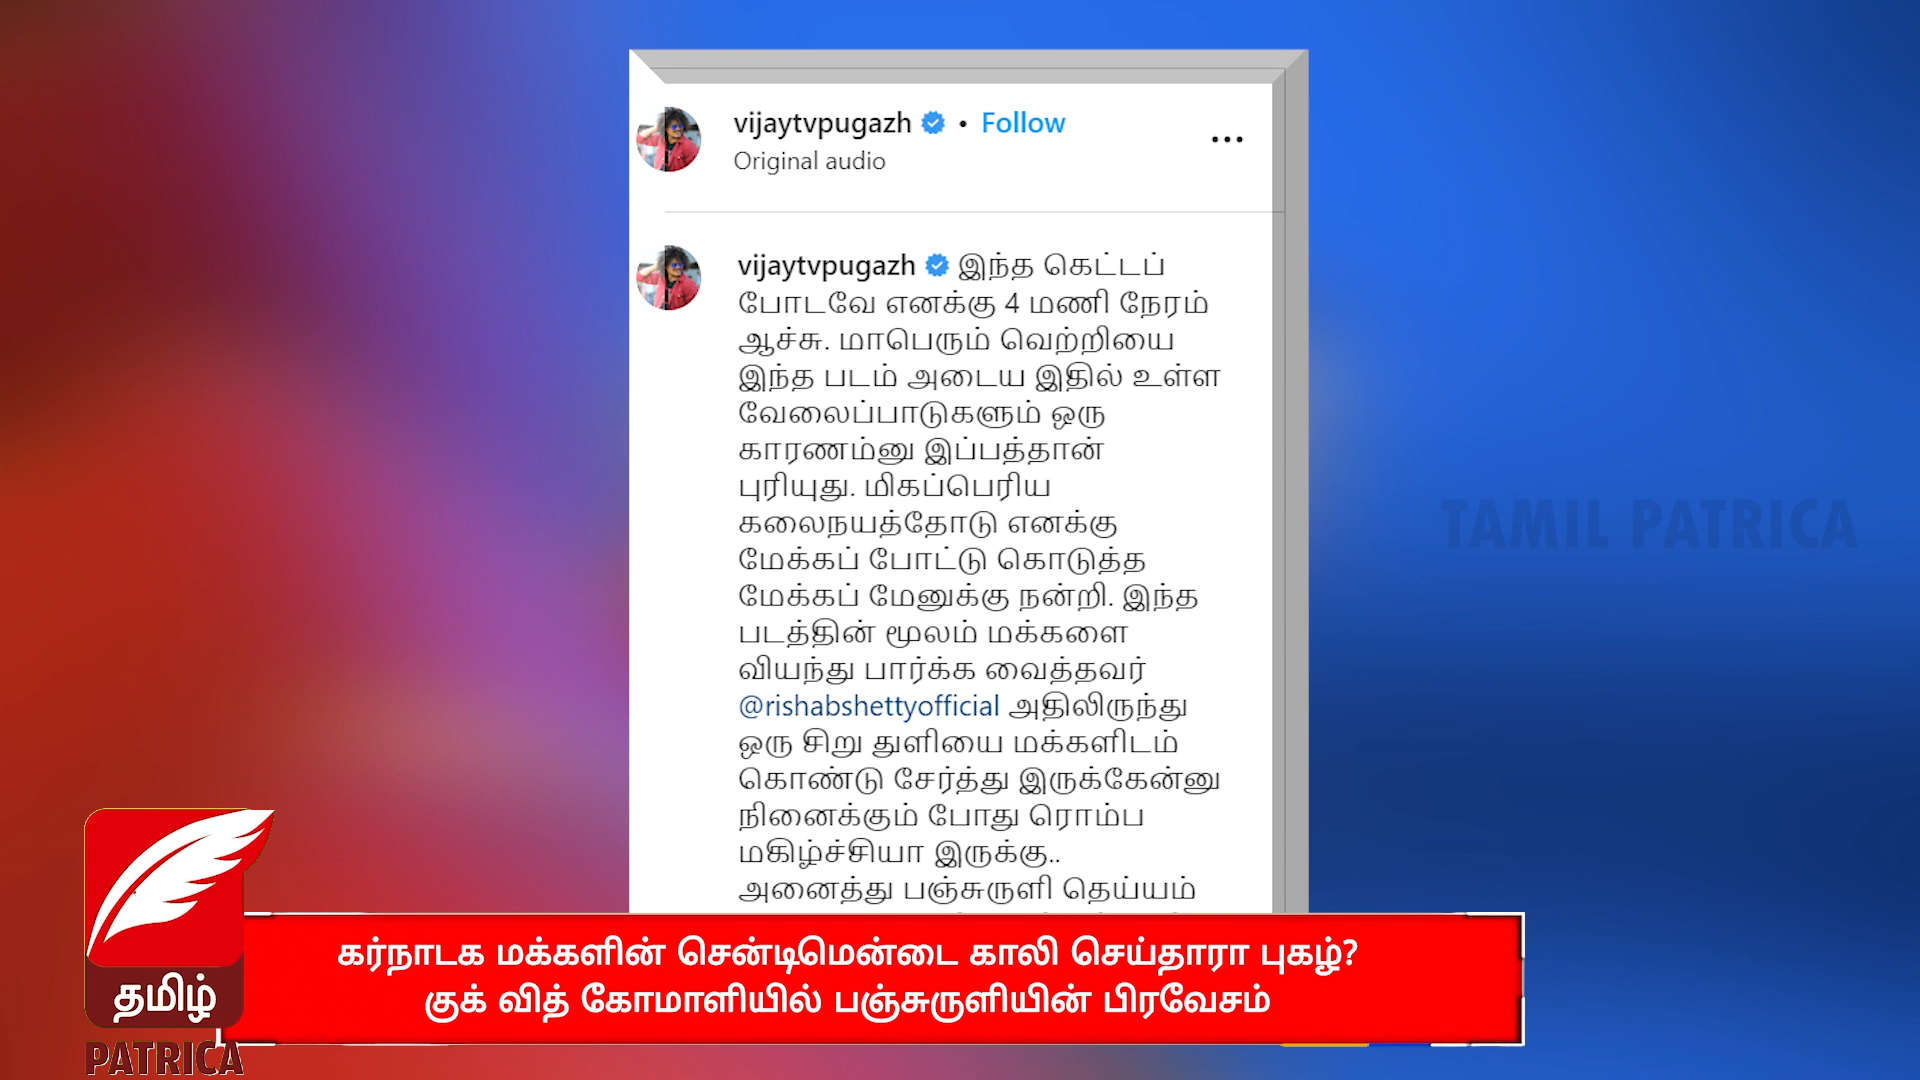 vijaytvpugazh • Follow
Original audio
vijaytvpugazh இந்த கெட்டப்
போடவே எனக்கு 4 மணி நேரம்
ஆச்சு. மாபெரும் வெற்றியை
இந்த படம் அடைய இதில் உள்ள
வேலைப்பாடுகளும் ஒரு
காரணம்னு இப்பத்தான்
புரியுது. மிகப்பெரிய
கலைநயத்தோடு எனக்கு
மேக்கப் போட்டு கொடுத்த
மேக்கப் மேனுக்கு நன்றி. இந்த
படத்தின் மூலம் மக்களை
வியந்து பார்க்க வைத்தவர்
@rishabshettyofficial அதிலிருந்து
ஒரு சிறு துளியை மக்களிடம்
கொண்டு சேர்த்து இருக்கேன்னு
நினைக்கும் போது ரொம்ப
மகிழ்ச்சியா இருக்கு..
அனைத்து பஞ்சுருளி தெய்யம்
TAMIL PATRICA
கர்நாடக மக்களின் சென்டிமென்டை காலி செய்தாரா புகழ்?
குக் வித் கோமாளியில் பஞ்சுருளியின் பிரவேசம்
தமிழ்
PATRICA